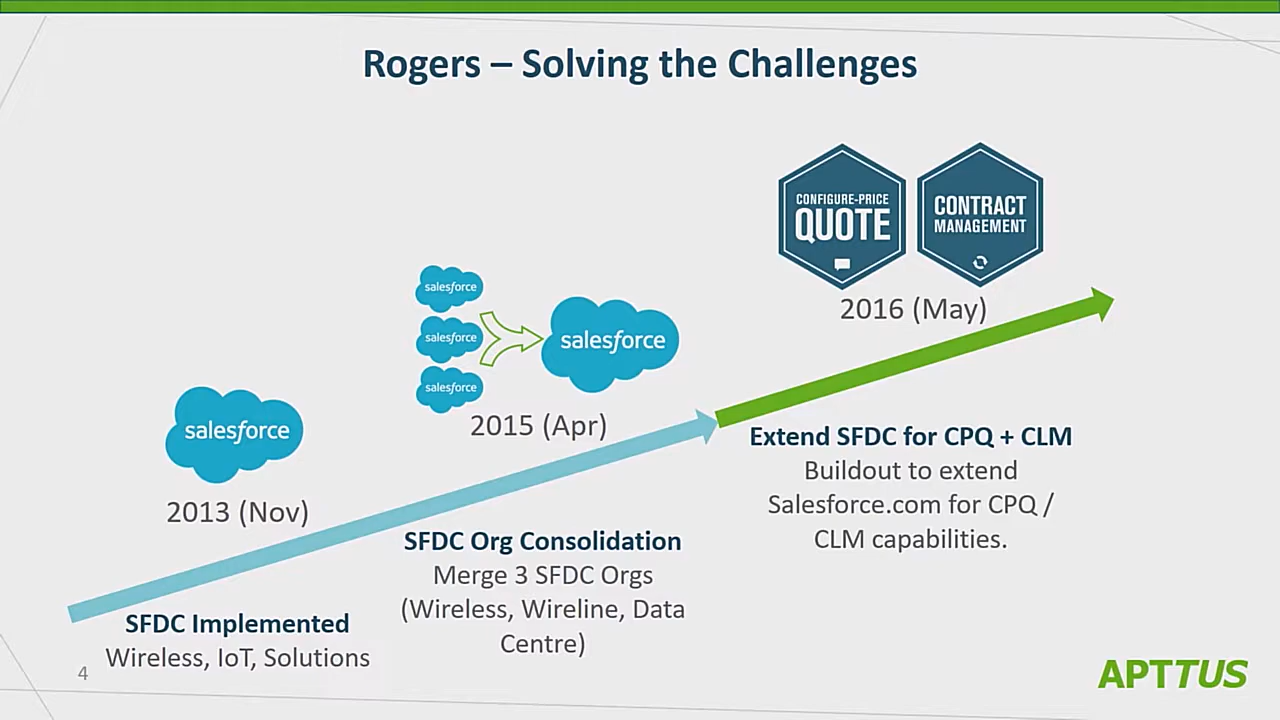 Rogers – Solving the Challenges
CONFIGURE-PRICE
QUOTE
CONTRACT
MANAGEMENT
2016 (May)
salesforce
salesforce
salesforce
salesforce
2015 (Apr)
salesforce
2013 (Nov)
Extend SFDC for CPQ + CLM
Buildout to extend
Salesforce.com for CPQ /
CLM capabilities.
SFDC Org Consolidation
Merge 3 SFDC Orgs
(Wireless, Wireline, Data
Centre)
SFDC Implemented
Wireless, IoT, Solutions
4
APTTUS